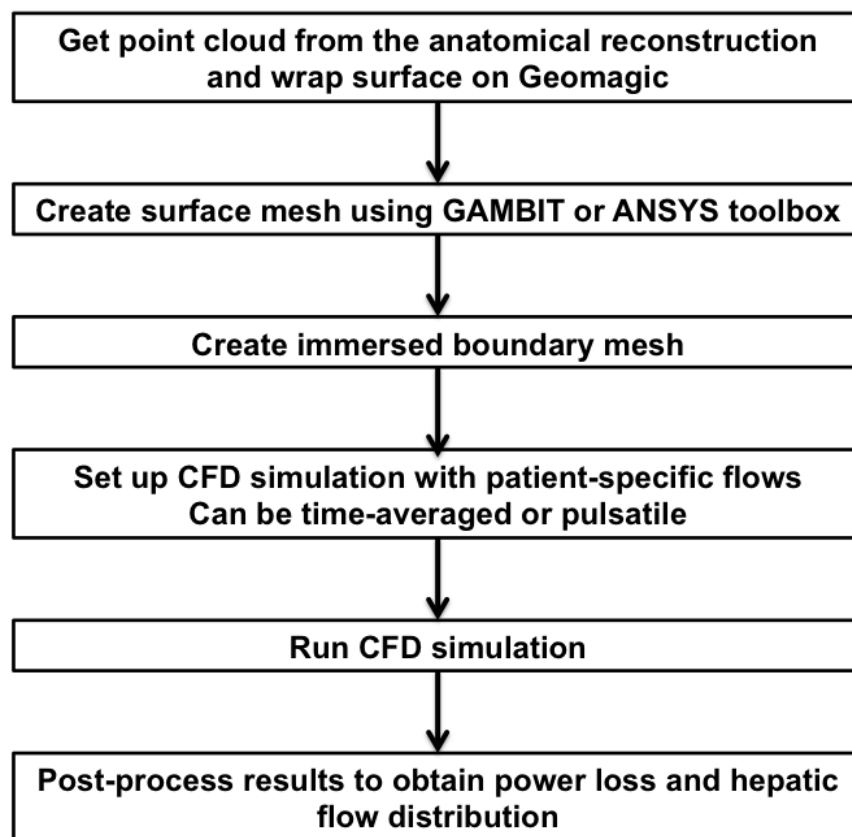 Get point cloud from the anatomical reconstruction
and wrap surface on Geomagic
Create surface mesh using GAMBIT or ANSYS toolbox
Create immersed boundary mesh
Set up CFD simulation with patient-specific flows
Can be time-averaged or pulsatile
Run CFD simulation
Post-process results to obtain power loss and hepatic
flow distribution